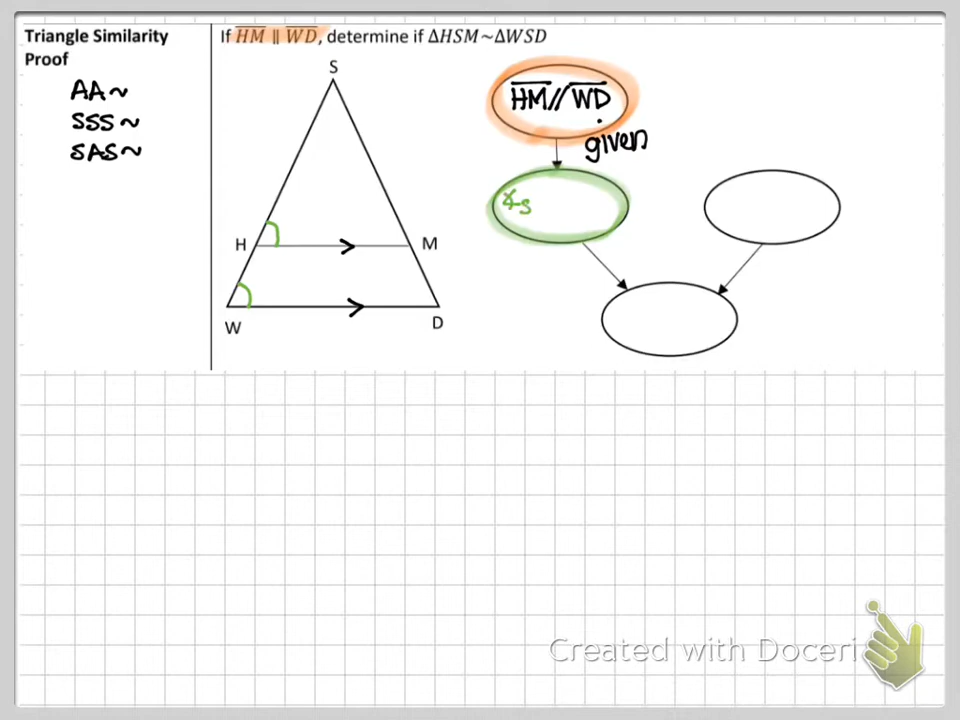 Triangle Similarity
Proof
AA~
SSS ~
SAS~
If HM ∥ WD, determine if ΔHSM~ΔWSD
S
H
M
W
D
HM // WD
given
∡s
Created with Doceri